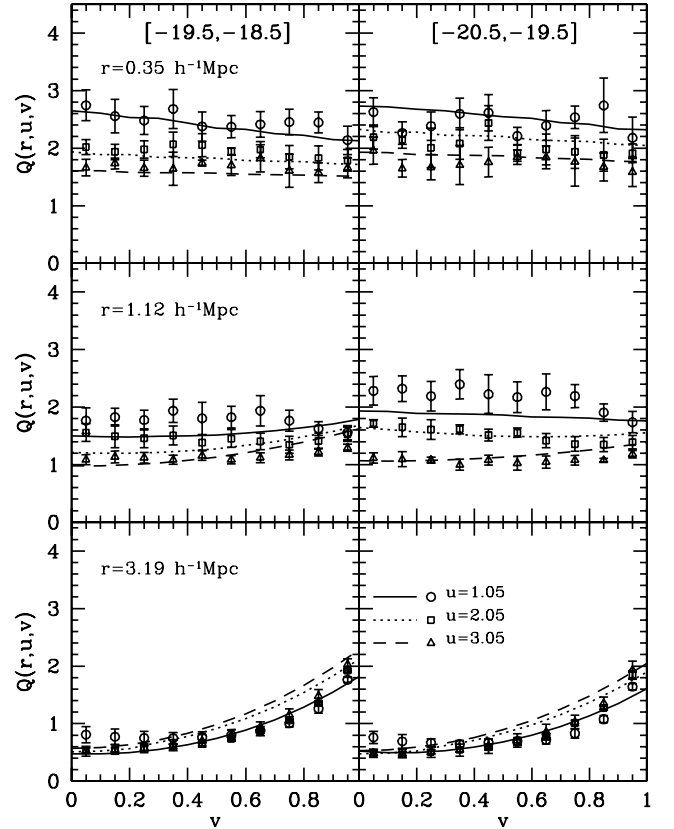 [-19.5,-18.5] [-20.5,-19.5]
4
r=0.35 h⁻¹Mpc
3
Q(r,u,v)
2
1
0
4
r=1.12 h⁻¹Mpc
3
Q(r,u,v)
2
1
0
4
r=3.19 h⁻¹Mpc
u=1.05
3
u=2.05
u=3.05
Q(r,u,v)
2
1
0
0 0.2 0.4 0.6 0.8 0 0.2 0.4 0.6 0.8 1
v v